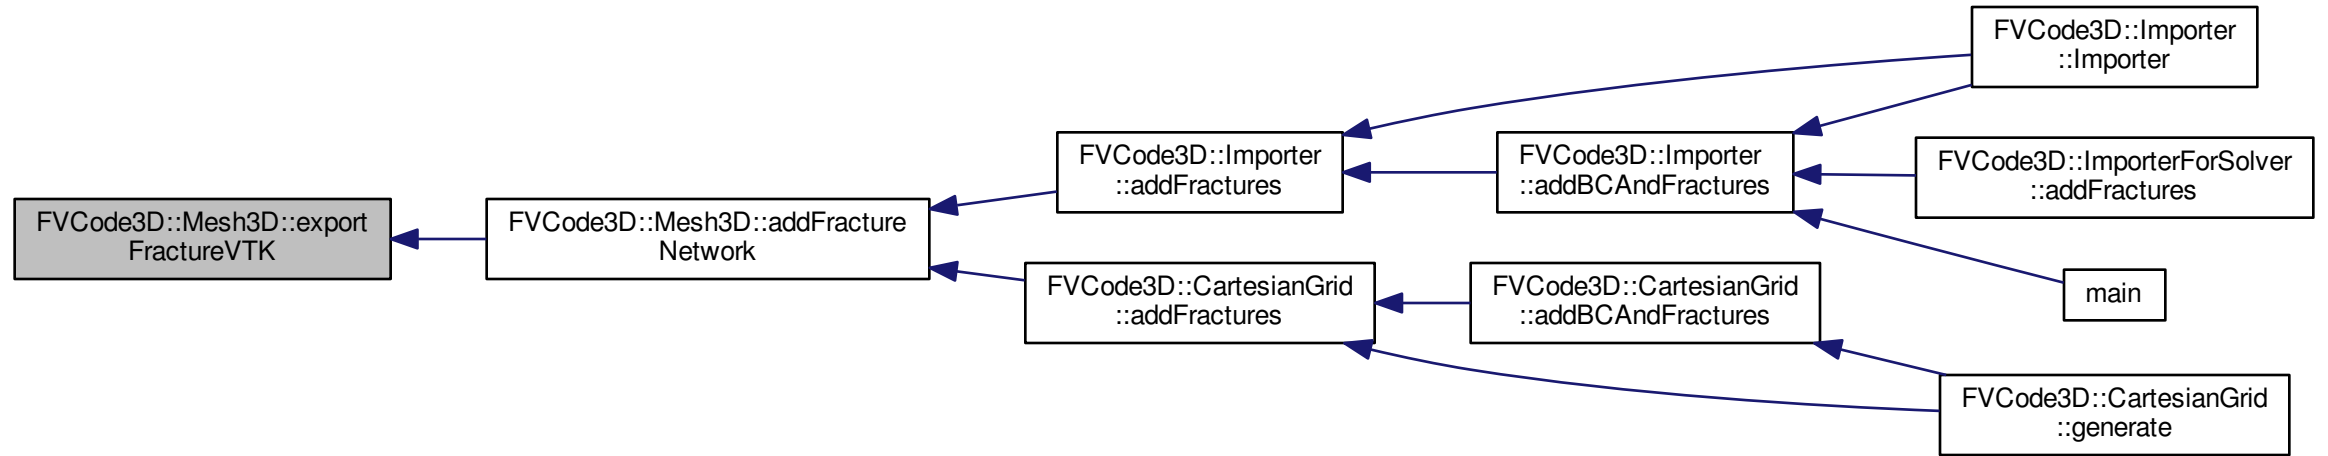 FVCode3D::Mesh3D::export
FractureVTK
FVCode3D::Mesh3D::addFracture
Network
FVCode3D::Importer
::addFractures
FVCode3D::CartesianGrid
::addFractures
FVCode3D::Importer
::addBCAndFractures
FVCode3D::CartesianGrid
::addBCAndFractures
FVCode3D::Importer
::Importer
FVCode3D::ImporterForSolver
::addFractures
main
FVCode3D::CartesianGrid
::generate